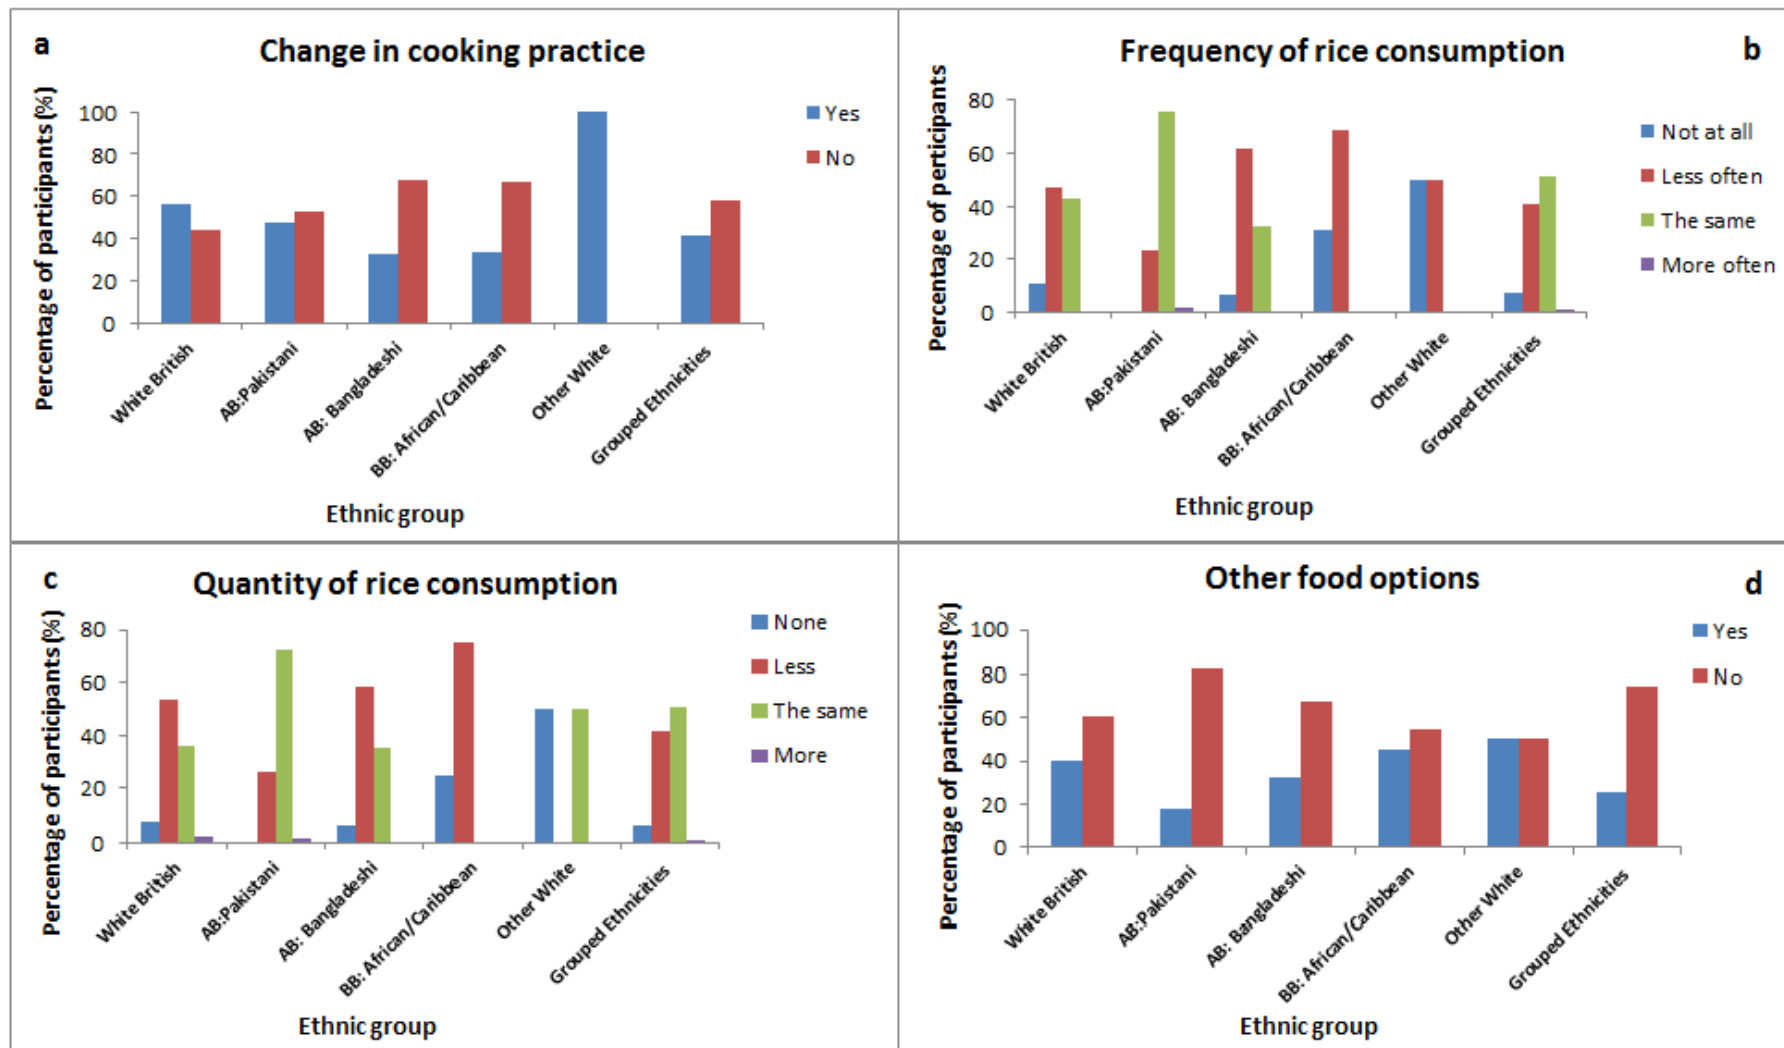 a
Change in cooking practice
Percentage of participants (%)
100
80
60
40
20
0
Yes
No
White British
AB:Pakistani
AB: Bangladeshi
BB: African/Caribbean
Other White
Grouped Ethnicities
Ethnic group
Frequency of rice consumption
b
Percentage of perticipants
80
60
40
20
0
Not at all
Less often
The same
More often
White British
AB:Pakistani
AB: Bangladeshi
BB: African/Caribbean
Other White
Grouped Ethnicities
Ethnic group
c
Quantity of rice consumption
Percentage of participants (%)
80
60
40
20
0
None
Less
The same
More
White British
AB:Pakistani
AB: Bangladeshi
BB: African/Caribbean
Other White
Grouped Ethnicities
Ethnic group
Other food options
d
Percentage of participants (%)
100
80
60
40
20
0
Yes
No
White British
AB:Pakistani
AB: Bangladeshi
BB: African/Caribbean
Other White
Grouped Ethnicities
Ethnic group